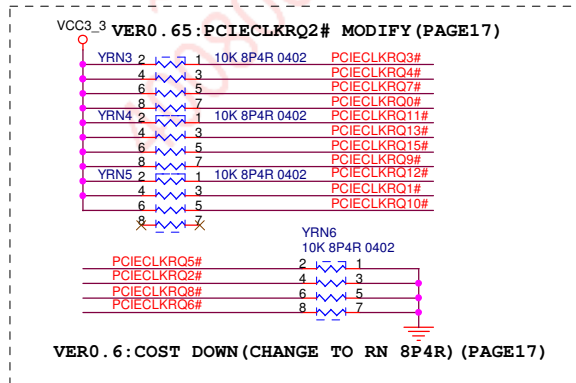 VCC3_3 VER0.65:PCIECLKRQ2# MODIFY(PAGE17)
YRN3 2 1 10K 8P4R 0402 PCIECLKRQ3#
4 3 PCIECLKRQ4#
6 5 PCIECLKRQ7#
8 7 PCIECLKRQ0#
YRN4 2 1 10K 8P4R 0402 PCIECLKRQ11#
4 3 PCIECLKRQ13#
6 5 PCIECLKRQ15#
8 7 PCIECLKRQ9#
YRN5 2 1 10K 8P4R 0402 PCIECLKRQ12#
4 3 PCIECLKRQ1#
6 5 PCIECLKRQ10#
8 7
YRN6
10K 8P4R 0402
PCIECLKRQ5# 2 1
PCIECLKRQ2# 4 3
PCIECLKRQ8# 6 5
PCIECLKRQ6# 8 7
VER0.6:COST DOWN(CHANGE TO RN 8P4R)(PAGE17)